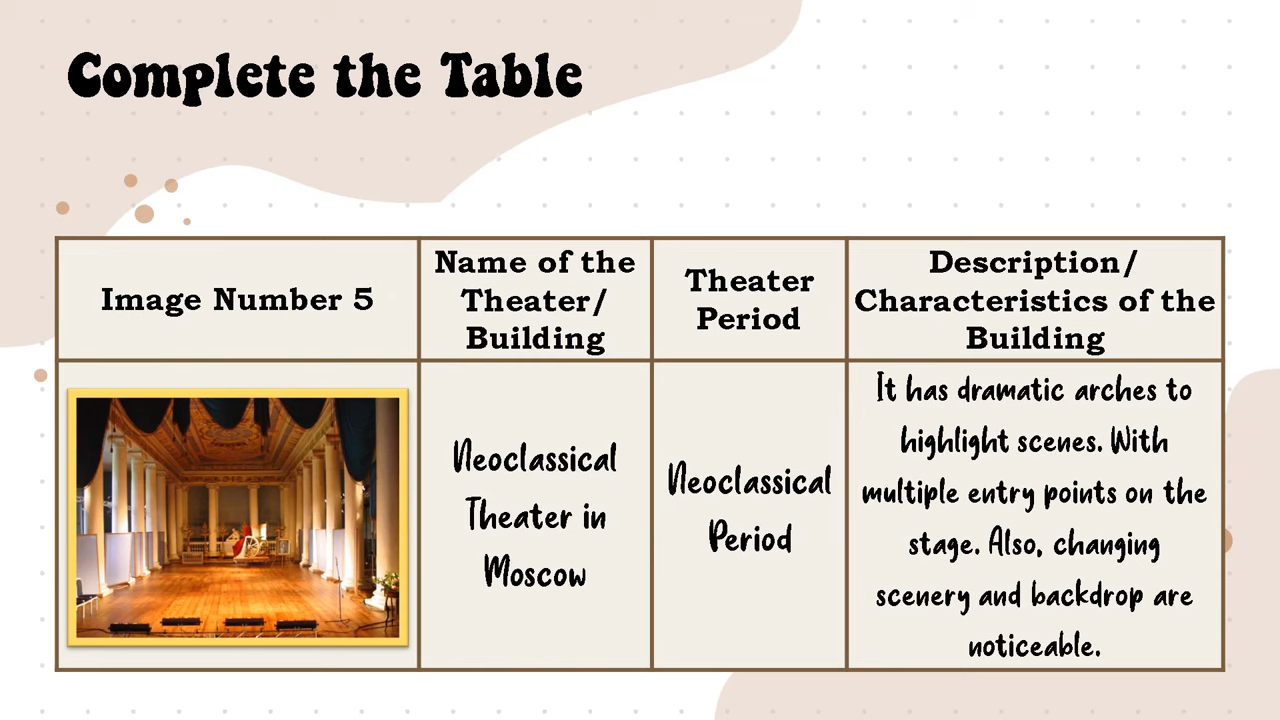 Complete the Table
Image Number 5
Name of the
Theater/
Building
Theater
Period
Description/
Characteristics of the
Building
Neoclassical
Theater in
Moscow
Neoclassical
Period
It has dramatic arches to
highlight scenes. With
multiple entry points on the
stage. Also, changing
scenery and backdrop are
noticeable.